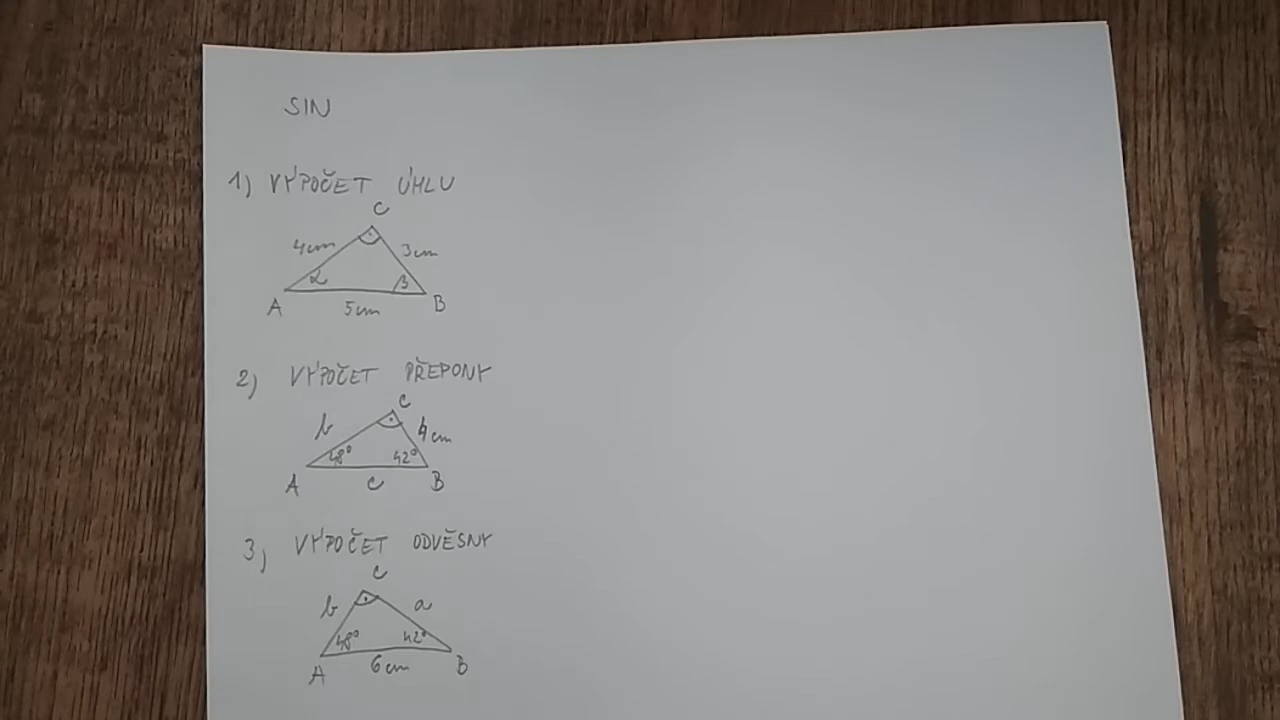 SIN
1) VÝPOČET ÚHLU
C
4cm 3cm
α β
A 5cm B
2) VÝPOČET PŘEPONY
C
b 4cm
48° 42°
A c B
3) VÝPOČET ODVĚSNY
C
b a
48° 42°
A 6cm B